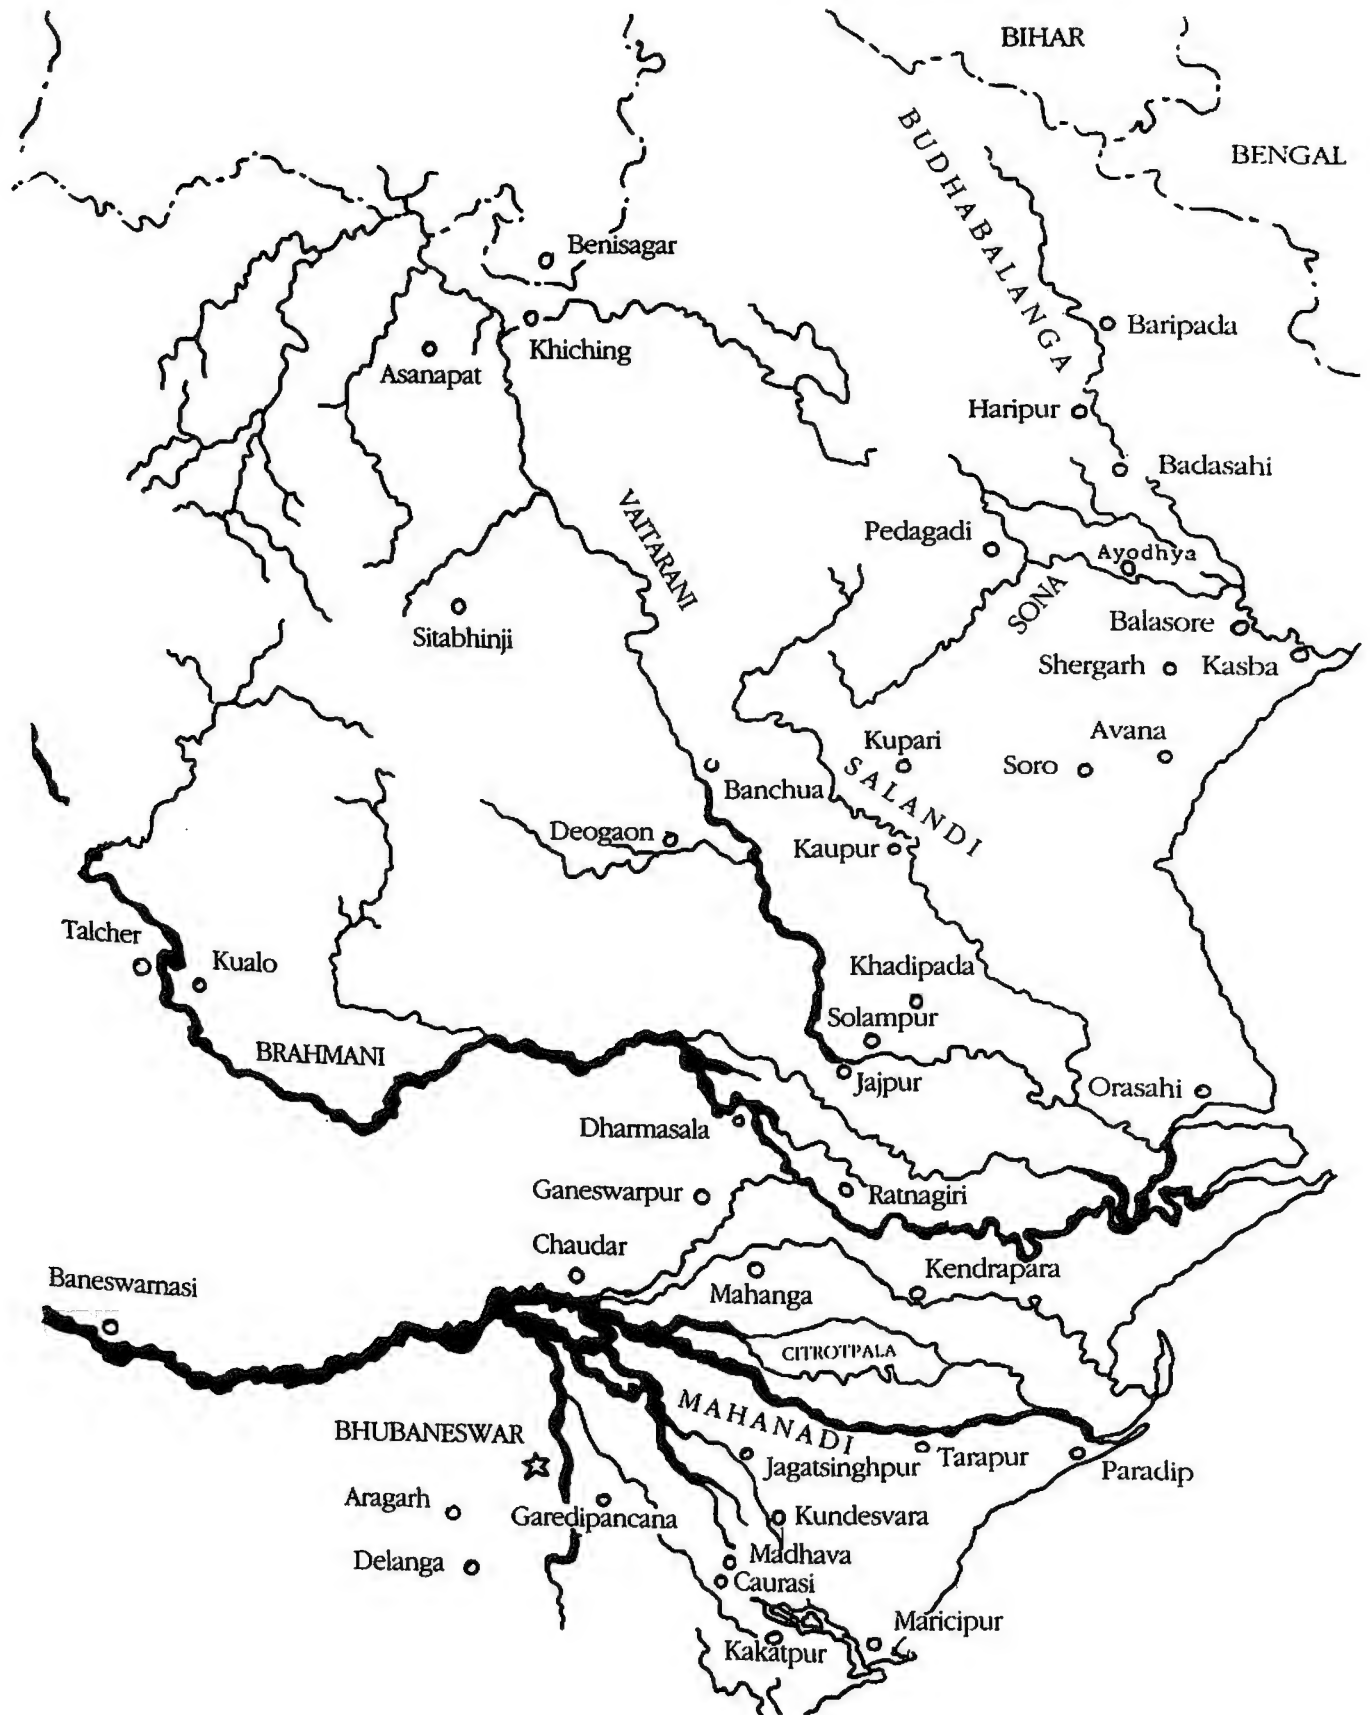 BIHAR
BENGAL
BUDHABALANGA
Benisagar
Baripada
Khiching
Asanapat
Haripur
Badasahi
VAITARANI
Pedagadi
Ayodhya
SONA
Sitabhinji
Balasore
Shergarh
Kasba
Kupari
Avana
Soro
SALANDI
Banchua
Deogaon
Kaupur
Talcher
Kualo
Khadipada
Solampur
BRAHMANI
Jajpur
Orasahi
Dharmasala
Ganeswarpur
Ratnagiri
Chaudar
Kendrapara
Baneswarnasi
Mahanga
CITROTPALA
MAHANADI
BHUBANESWAR
Jagatsinghpur
Tarapur
Paradip
Aragarh
Garedipancana
Kundesvara
Delanga
Madhava
Caurasi
Maricipur
Kakatpur